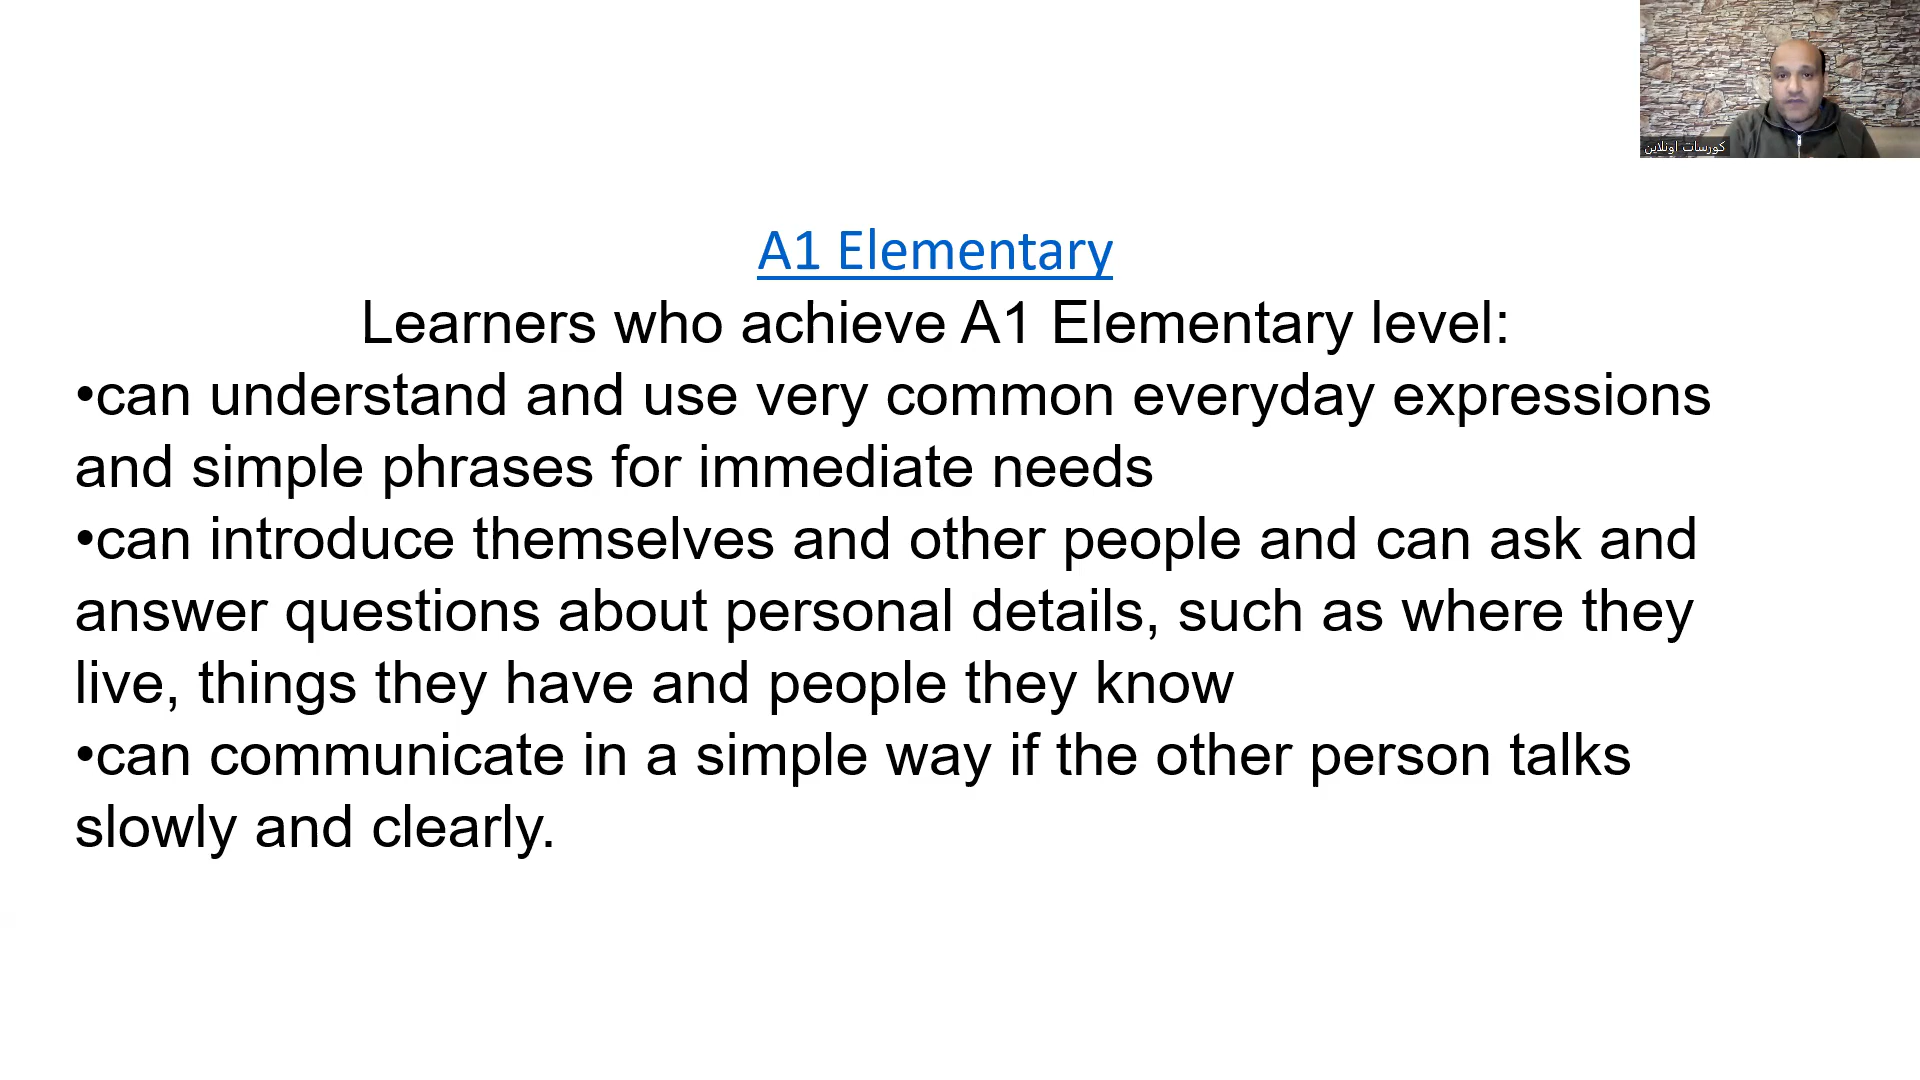 كورسات اونلاين
A1 Elementary
Learners who achieve A1 Elementary level:
•can understand and use very common everyday expressions
and simple phrases for immediate needs
•can introduce themselves and other people and can ask and
answer questions about personal details, such as where they
live, things they have and people they know
•can communicate in a simple way if the other person talks
slowly and clearly.